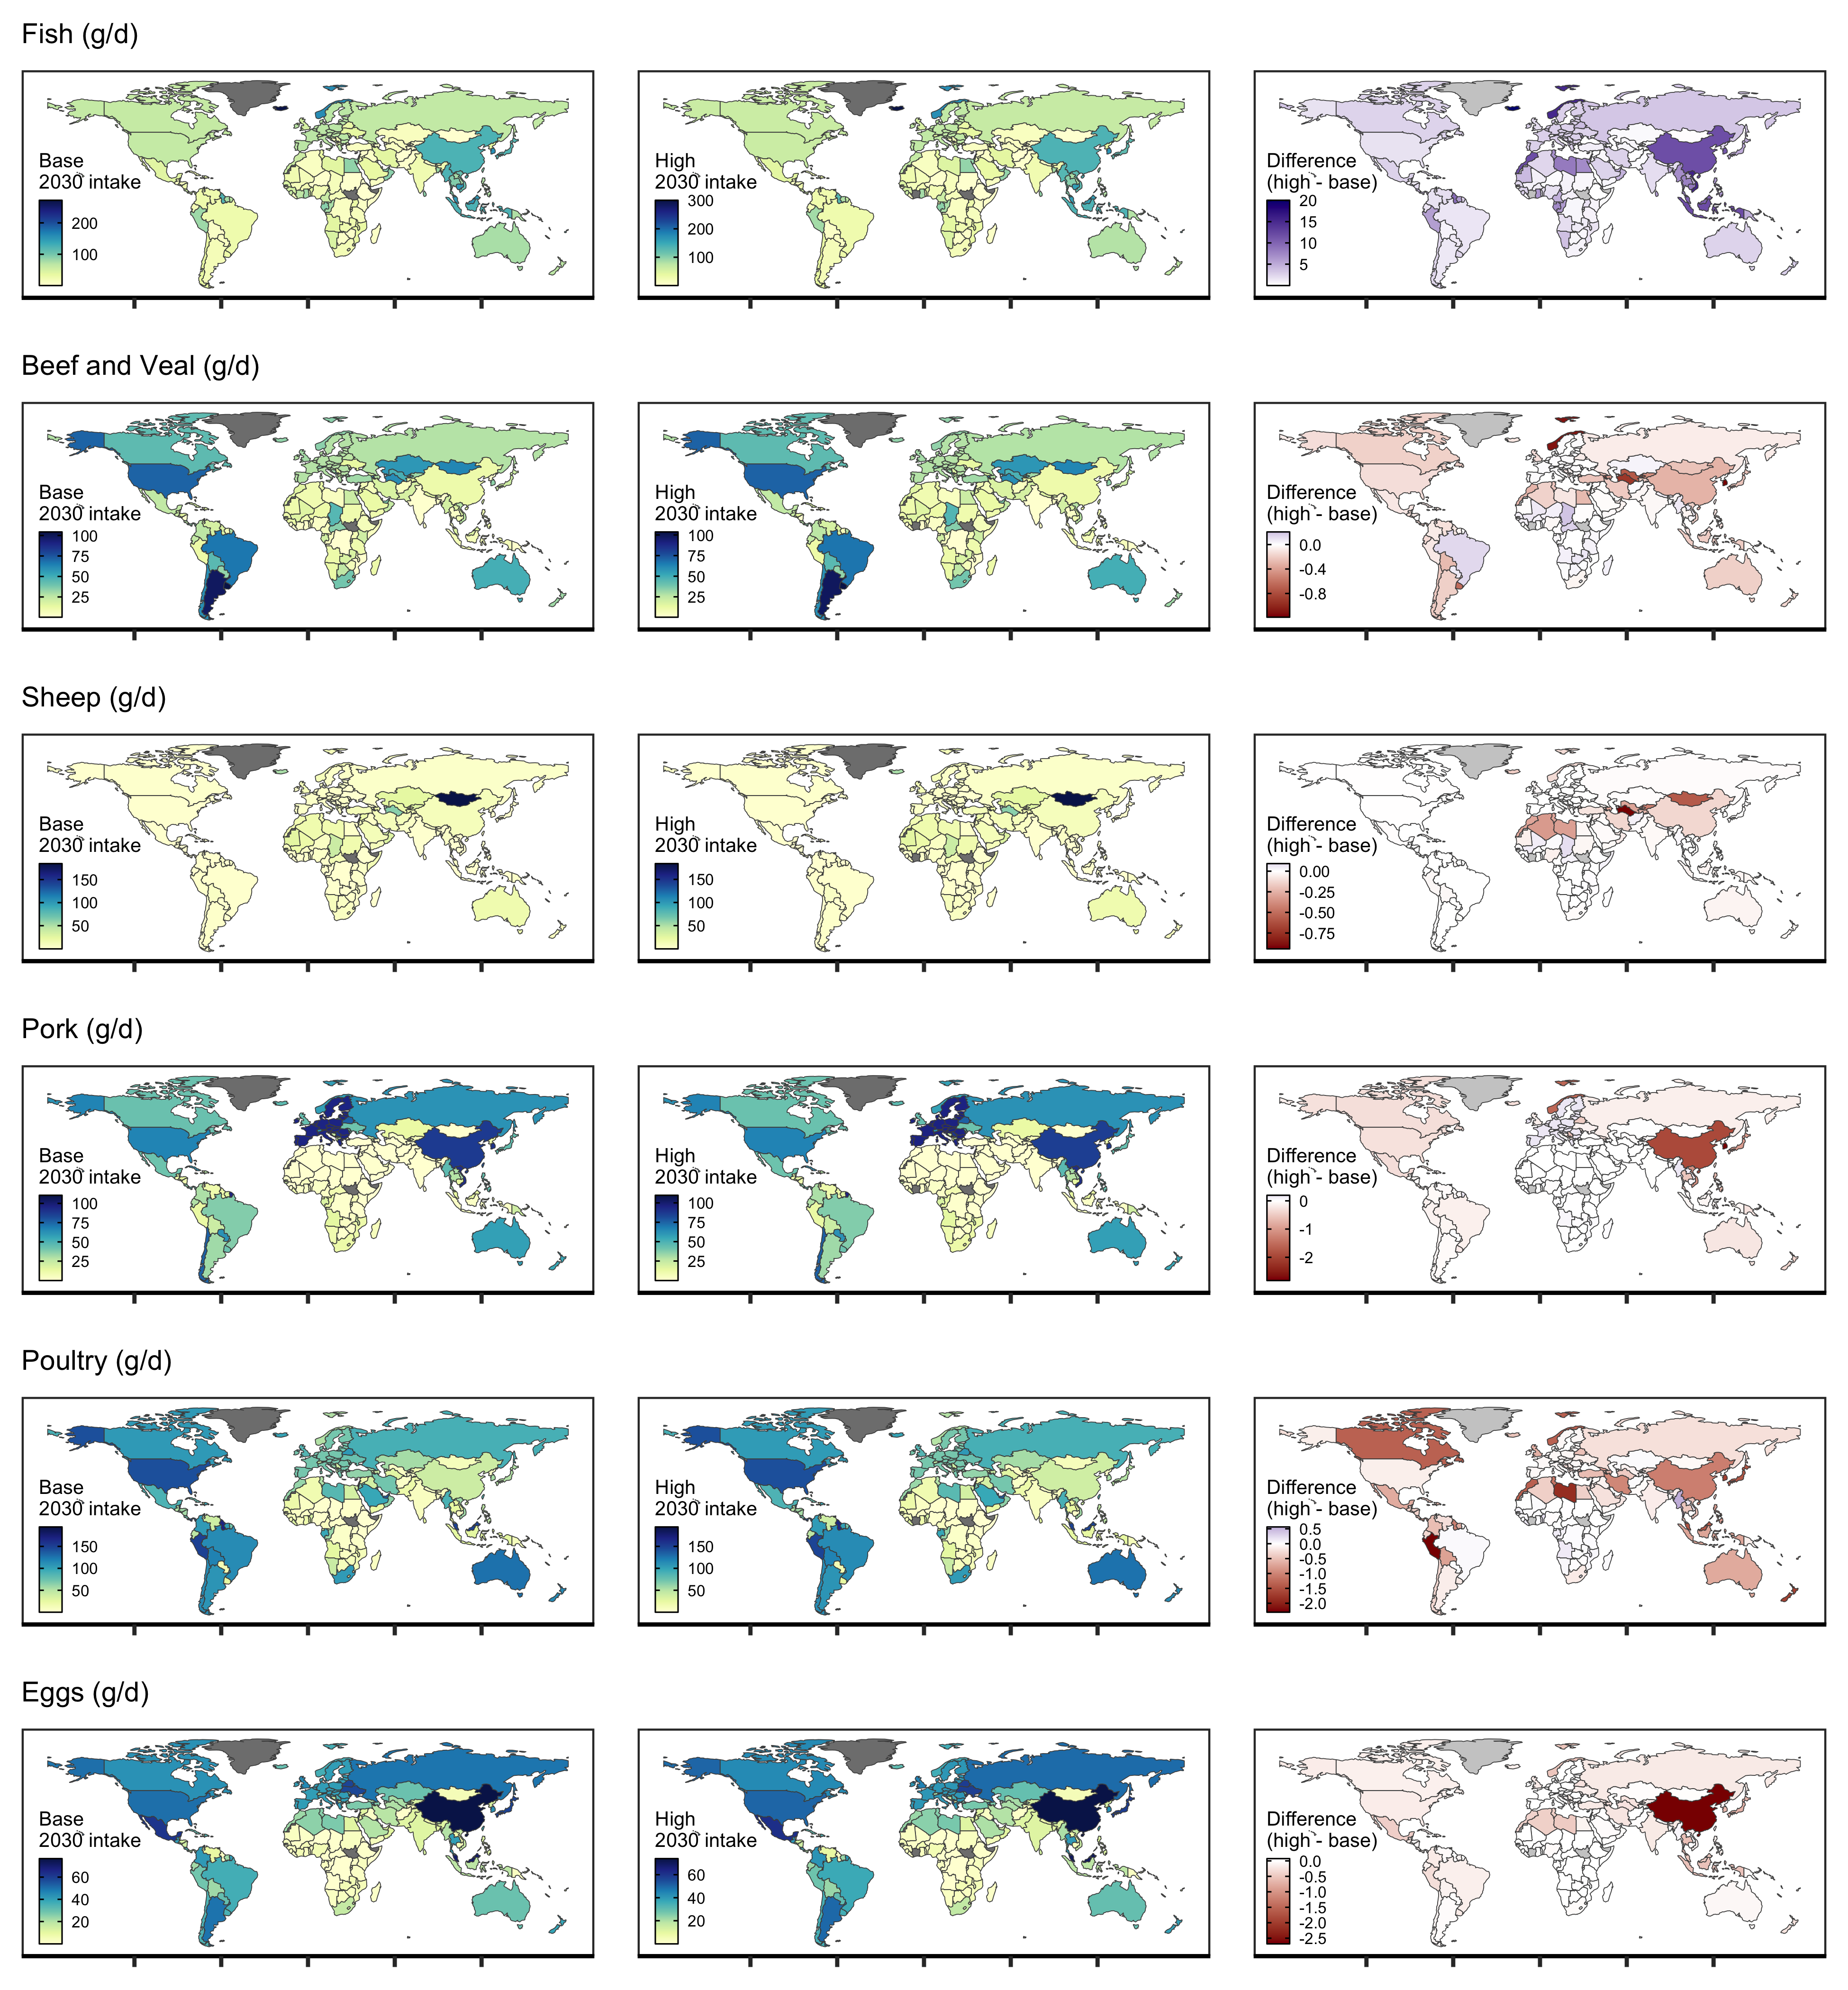 Fish (g/d)
Base
2030 intake
200
100
High
2030 intake
300
200
100
Difference
(high - base)
20
15
10
5
Beef and Veal (g/d)
Base
2030 intake
100
75
50
25
High
2030 intake
100
75
50
25
Difference
(high - base)
0.0
-0.4
-0.8
Sheep (g/d)
Base
2030 intake
150
100
50
High
2030 intake
150
100
50
Difference
(high - base)
0.00
-0.25
-0.50
-0.75
Pork (g/d)
Base
2030 intake
100
75
50
25
High
2030 intake
100
75
50
25
Difference
(high - base)
0
-1
-2
Poultry (g/d)
Base
2030 intake
150
100
50
High
2030 intake
150
100
50
Difference
(high - base)
0.5
0.0
-0.5
-1.0
-1.5
-2.0
Eggs (g/d)
Base
2030 intake
60
40
20
High
2030 intake
60
40
20
Difference
(high - base)
0.0
-0.5
-1.0
-1.5
-2.0
-2.5